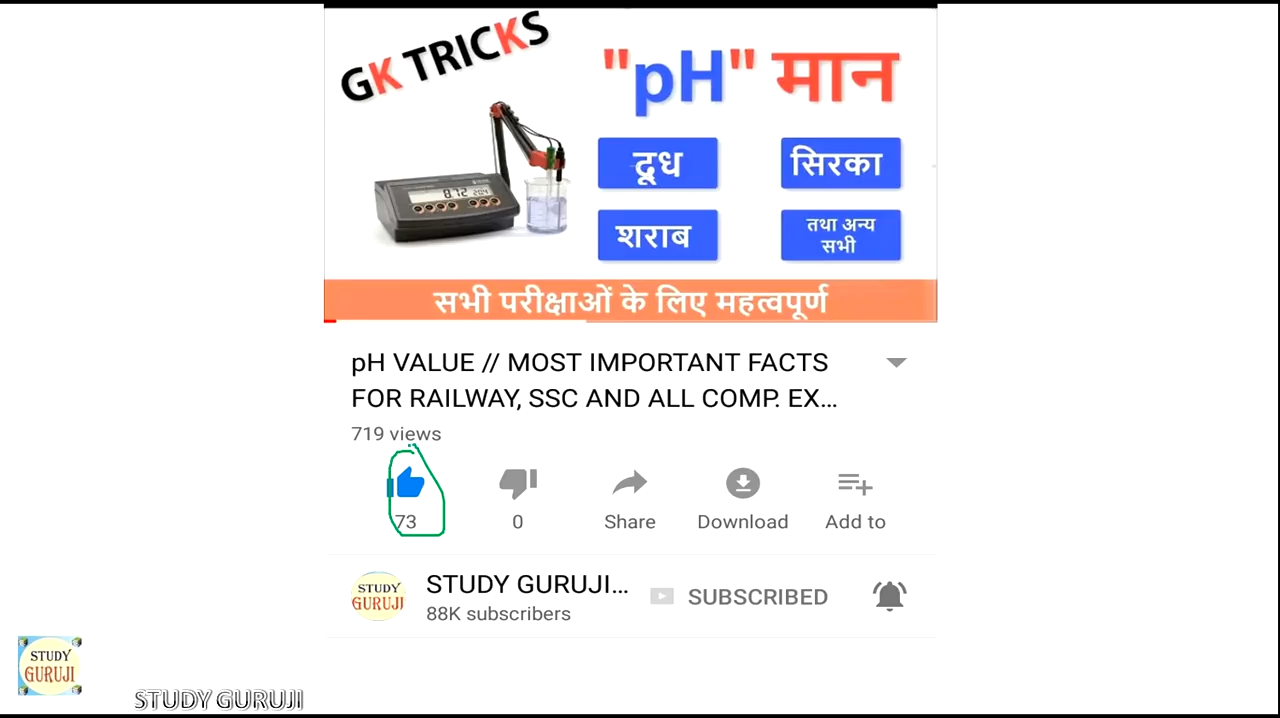 GK TRICKS
"pH" मान
872
दूध
सिरका
शराब
तथा अन्य
सभी
सभी परीक्षाओं के लिए महत्वपूर्ण
pH VALUE // MOST IMPORTANT FACTS
FOR RAILWAY, SSC AND ALL COMP. EX...
719 views
73
0
Share
Download
Add to
STUDY
GURUJI
STUDY GURUJI...
88K subscribers
SUBSCRIBED
STUDY
GURUJI
STUDY GURUJI